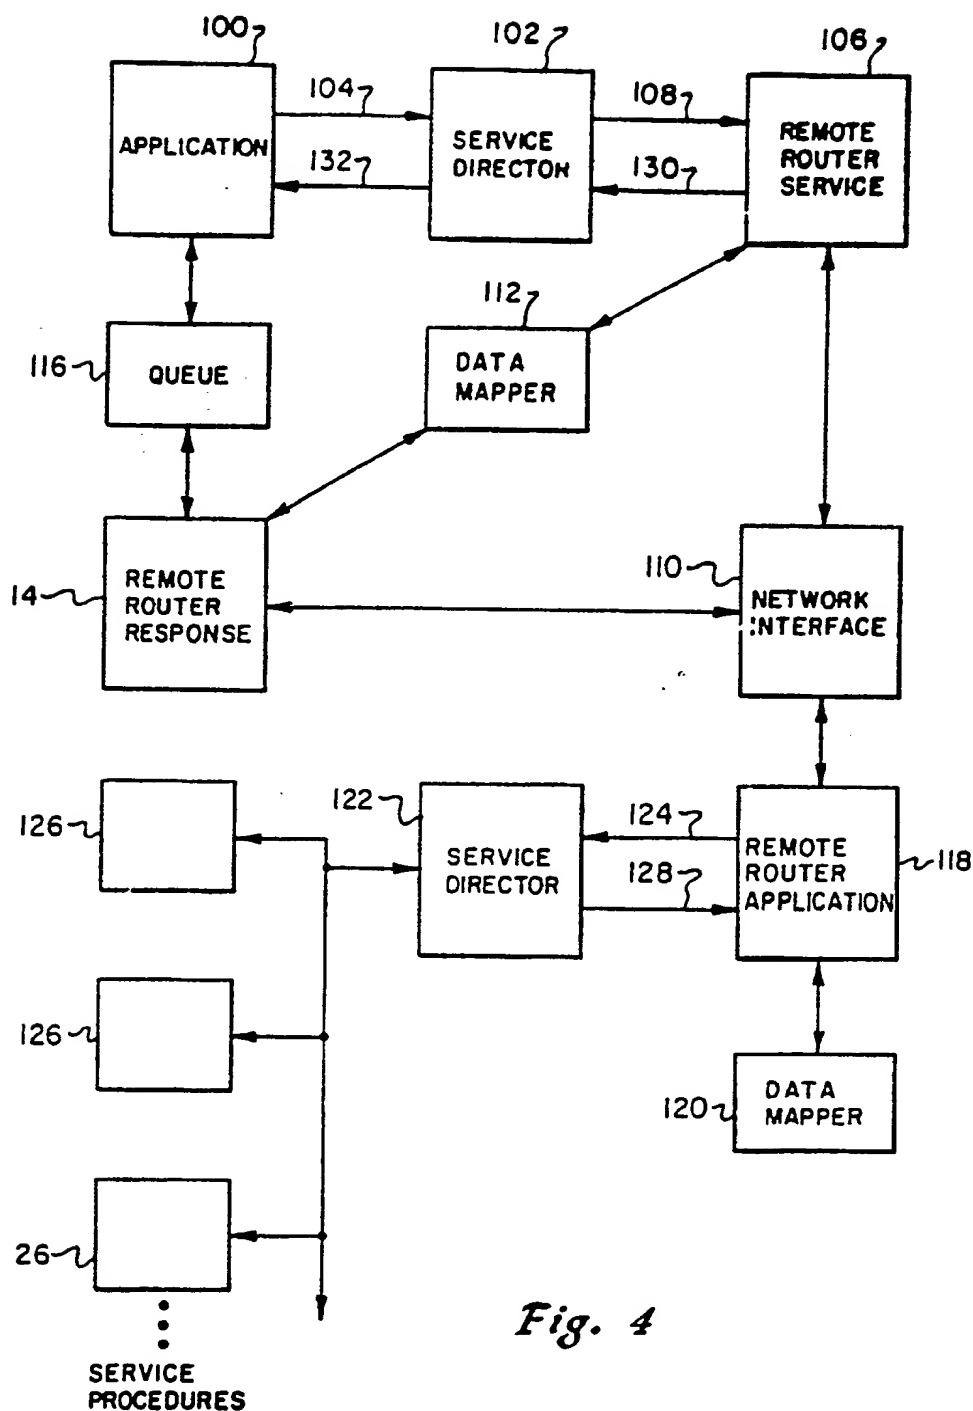 100
102
106
104
108
APPLICATION
SERVICE
DIRECTOR
REMOTE
ROUTER
SERVICE
132
130
112
116
QUEUE
DATA
MAPPER
14
REMOTE
ROUTER
RESPONSE
110
NETWORK
INTERFACE
126
122
SERVICE
DIRECTOR
124
128
REMOTE
ROUTER
APPLICATION
118
126
120
DATA
MAPPER
26
Fig. 4
SERVICE
PROCEDURES